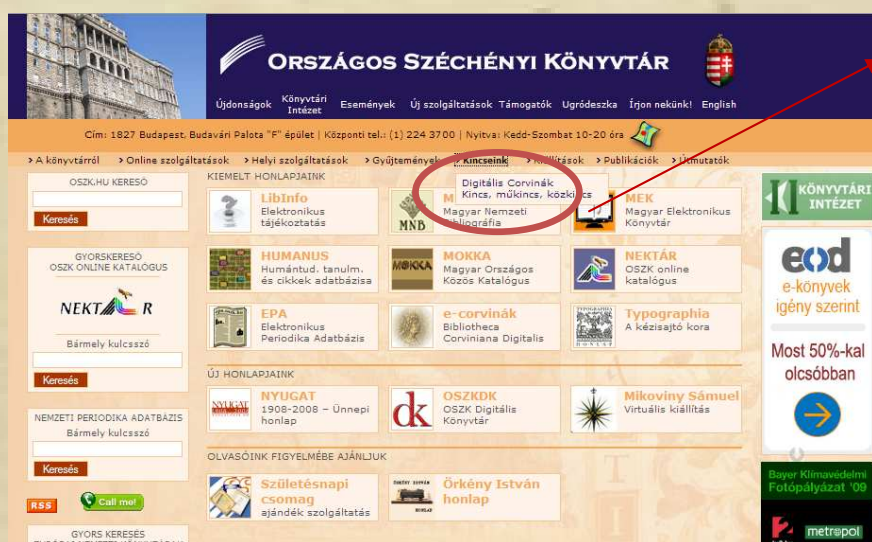 ORSZÁGOS SZÉCHÉNYI KÖNYVTÁR
Újdonságok Könyvtári Intézet Események Új szolgáltatások Támogatók Ugródeszka Írjon nekünk! English
Cím: 1827 Budapest, Budavári Palota "F" épület | Központi tel.: (1) 224 3700 | Nyitva: Kedd-Szombat 10-20 óra
A könyvtárról Online szolgáltatások Helyi szolgáltatások Gyűjtemények Kincseink Kiállítások Publikációk Útmutatók
Digitális Corvinák
Kincs, műkincs, közkincs
OSZK.HU KERESŐ
Keresés
GYORSKERESŐ
OSZK ONLINE KATALÓGUS
NEKTÁR
Bármely kulcsszó
Keresés
NEMZETI PERIODIKA ADATBÁZIS
Bármely kulcsszó
Keresés
RSS Call me!
GYORS KERESÉS
KIEMELT HONLAPJAINK
LibInfo
Elektronikus
tájékoztatás
MNB
Magyar Nemzeti
Bibliográfia
MEK
Magyar Elektronikus
Könyvtár
HUMANUS
Humántud. tanulm.
és cikkek adatbázisa
MOKKA
MOKKA
Magyar Országos
Közös Katalógus
NEKTÁR
OSZK online
katalógus
EPA
Elektronikus
Periodika Adatbázis
e-corvinák
Bibliotheca
Corviniana Digitalis
Typographia
A kézisajtó kora
ÚJ HONLAPJAINK
NYUGAT
NYUGAT
1908-2008 – Ünnepi
honlap
dk
OSZKDK
OSZK Digitális
Könyvtár
Mikoviny Sámuel
Virtuális kiállítás
OLVASÓINK FIGYELMÉBE AJÁNLJUK
Születésnapi
csomag
ajándék szolgáltatás
Örkény István
honlap
KÖNYVTÁRI
INTÉZET
eod
e-könyvek
igény szerint
Most 50%-kal
olcsóbban
Bayer Klímavédelmi
Fotópályázat '09
metropol